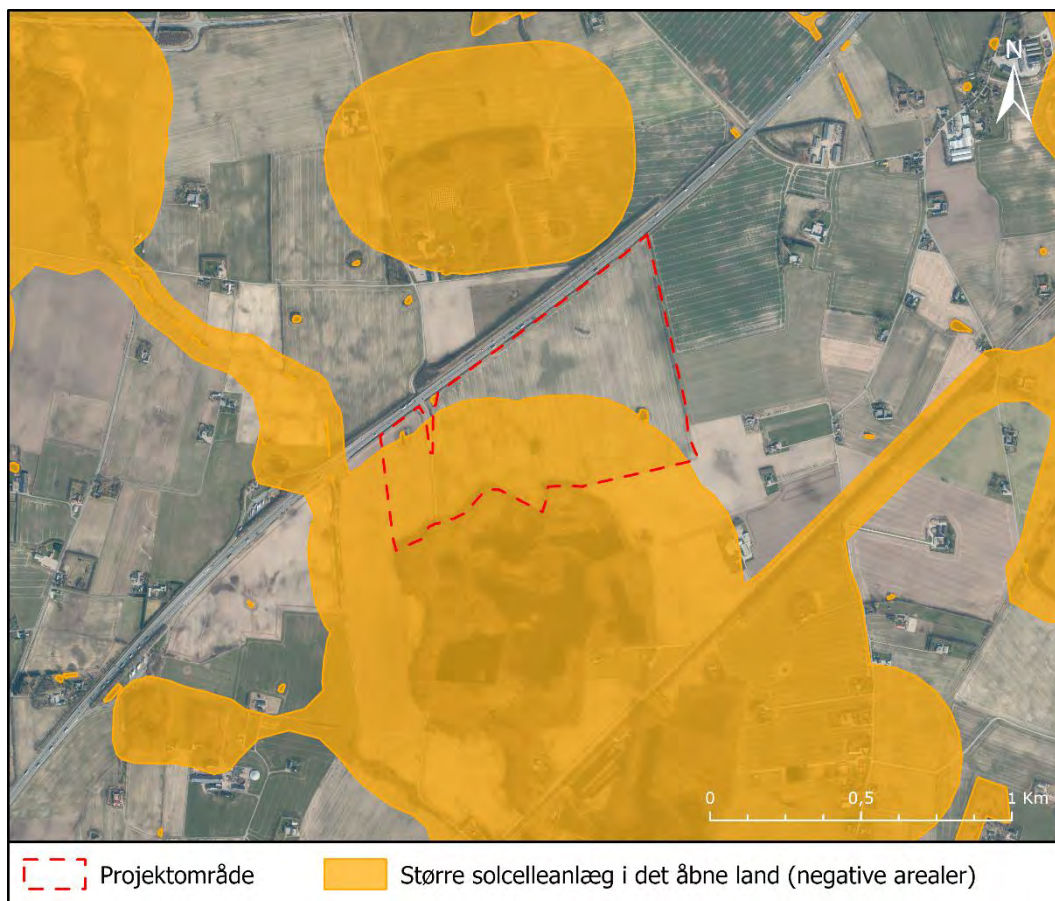 N
0 0,5 1 Km
Projektområde
Større solcelleanlæg i det åbne land (negative arealer)